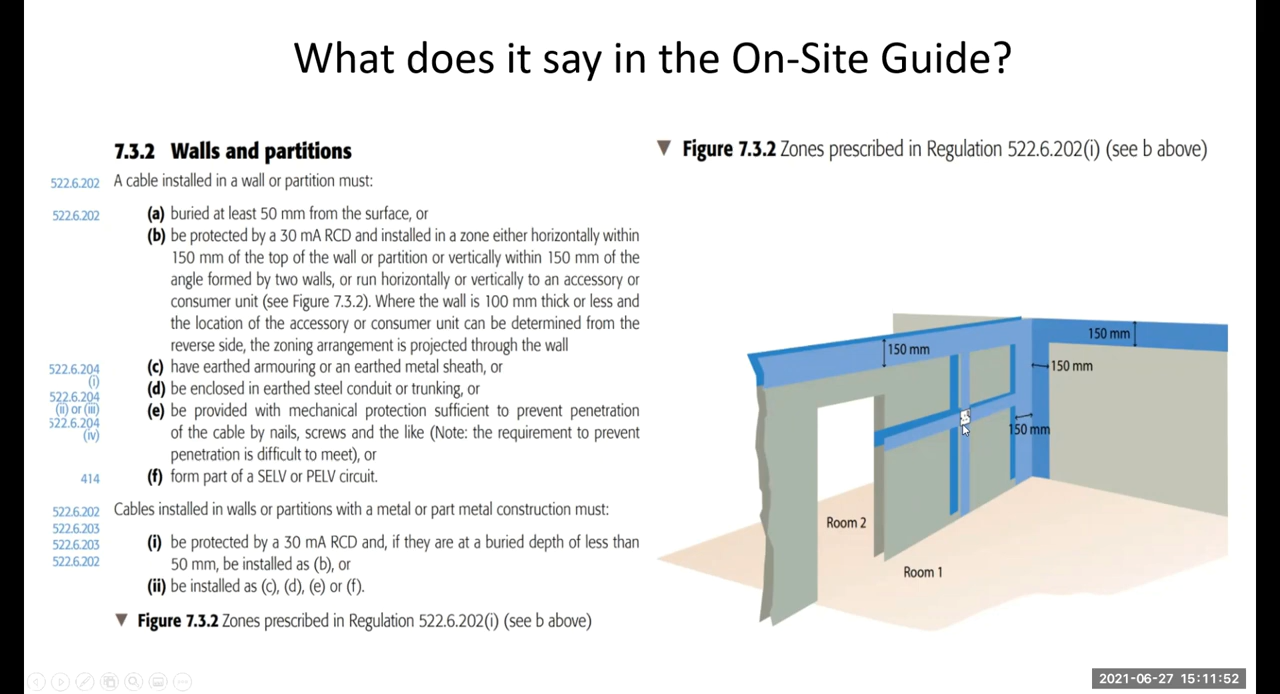 What does it say in the On-Site Guide?
7.3.2 Walls and partitions
522.6.202 A cable installed in a wall or partition must:
522.6.202 (a) buried at least 50 mm from the surface, or
(b) be protected by a 30 mA RCD and installed in a zone either horizontally within
150 mm of the top of the wall or partition or vertically within 150 mm of the
angle formed by two walls, or run horizontally or vertically to an accessory or
consumer unit (see Figure 7.3.2). Where the wall is 100 mm thick or less and
the location of the accessory or consumer unit can be determined from the
reverse side, the zoning arrangement is projected through the wall
522.6.204 (c) have earthed armouring or an earthed metal sheath, or
(i)
522.6.204 (d) be enclosed in earthed steel conduit or trunking, or
(ii) or (iii) (e) be provided with mechanical protection sufficient to prevent penetration
522.6.204 of the cable by nails, screws and the like (Note: the requirement to prevent
(iv)
penetration is difficult to meet), or
414 (f) form part of a SELV or PELV circuit.
522.6.202 Cables installed in walls or partitions with a metal or part metal construction must:
522.6.203
522.6.203 (i) be protected by a 30 mA RCD and, if they are at a buried depth of less than
522.6.202 50 mm, be installed as (b), or
(ii) be installed as (c), (d), (e) or (f).
▼ Figure 7.3.2 Zones prescribed in Regulation 522.6.202(i) (see b above)
▼ Figure 7.3.2 Zones prescribed in Regulation 522.6.202(i) (see b above)
150 mm
150 mm
150 mm
150 mm
Room 2
Room 1
2021-06-27 15:11:52